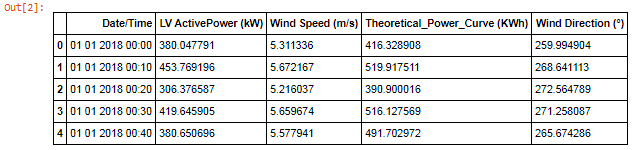 Out[2]:
Date/Time LV ActivePower (kW) Wind Speed (m/s) Theoretical_Power_Curve (KWh) Wind Direction (°)
0 01 01 2018 00:00 380.047791 5.311336 416.328908 259.994904
1 01 01 2018 00:10 453.769196 5.672167 519.917511 268.641113
2 01 01 2018 00:20 306.376587 5.216037 390.900016 272.564789
3 01 01 2018 00:30 419.645905 5.659674 516.127569 271.258087
4 01 01 2018 00:40 380.650696 5.577941 491.702972 265.674286